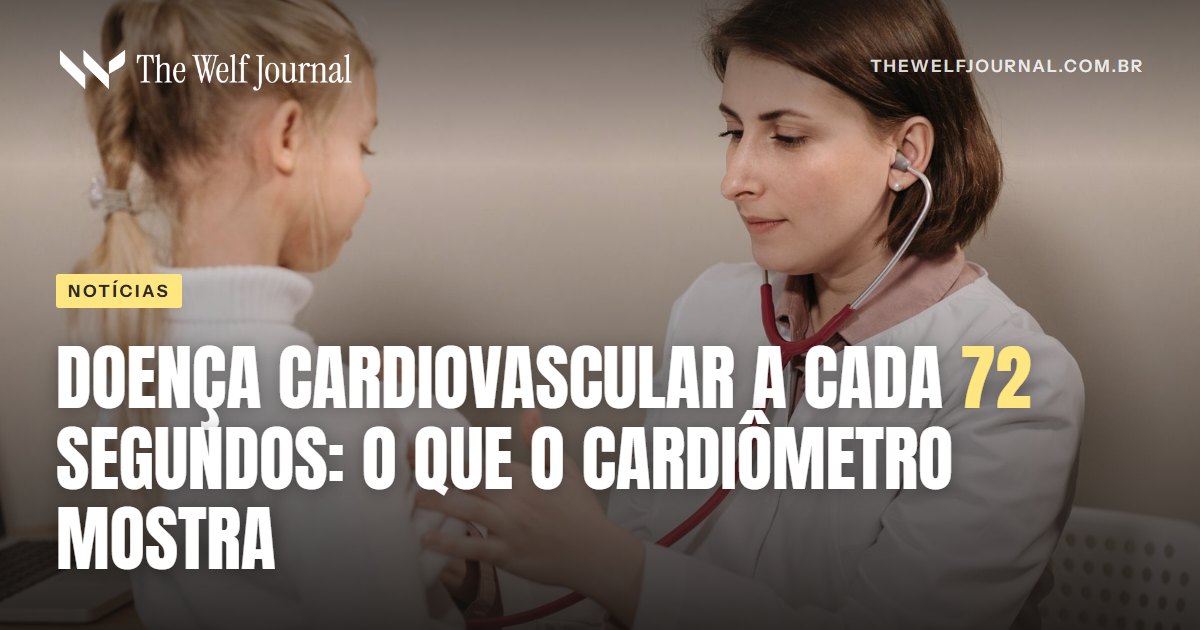 The Welf Journal
THEWELFJOURNAL.COM.BR
NOTÍCIAS
DOENÇA CARDIOVASCULAR A CADA 72
SEGUNDOS: O QUE O CARDIÔMETRO
MOSTRA